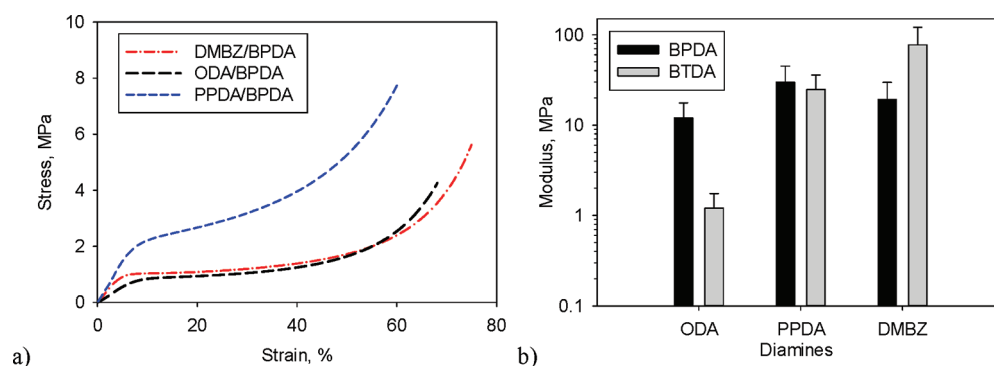 10
8
6
4
2
0
Stress, MPa
DMBZ/BPDA
ODA/BPDA
PPDA/BPDA
0 20 40 60 80
Strain, %
a)
100
10
1
0.1
Modulus, MPa
BPDA
BTDA
ODA PPDA DMBZ
Diamines
b)